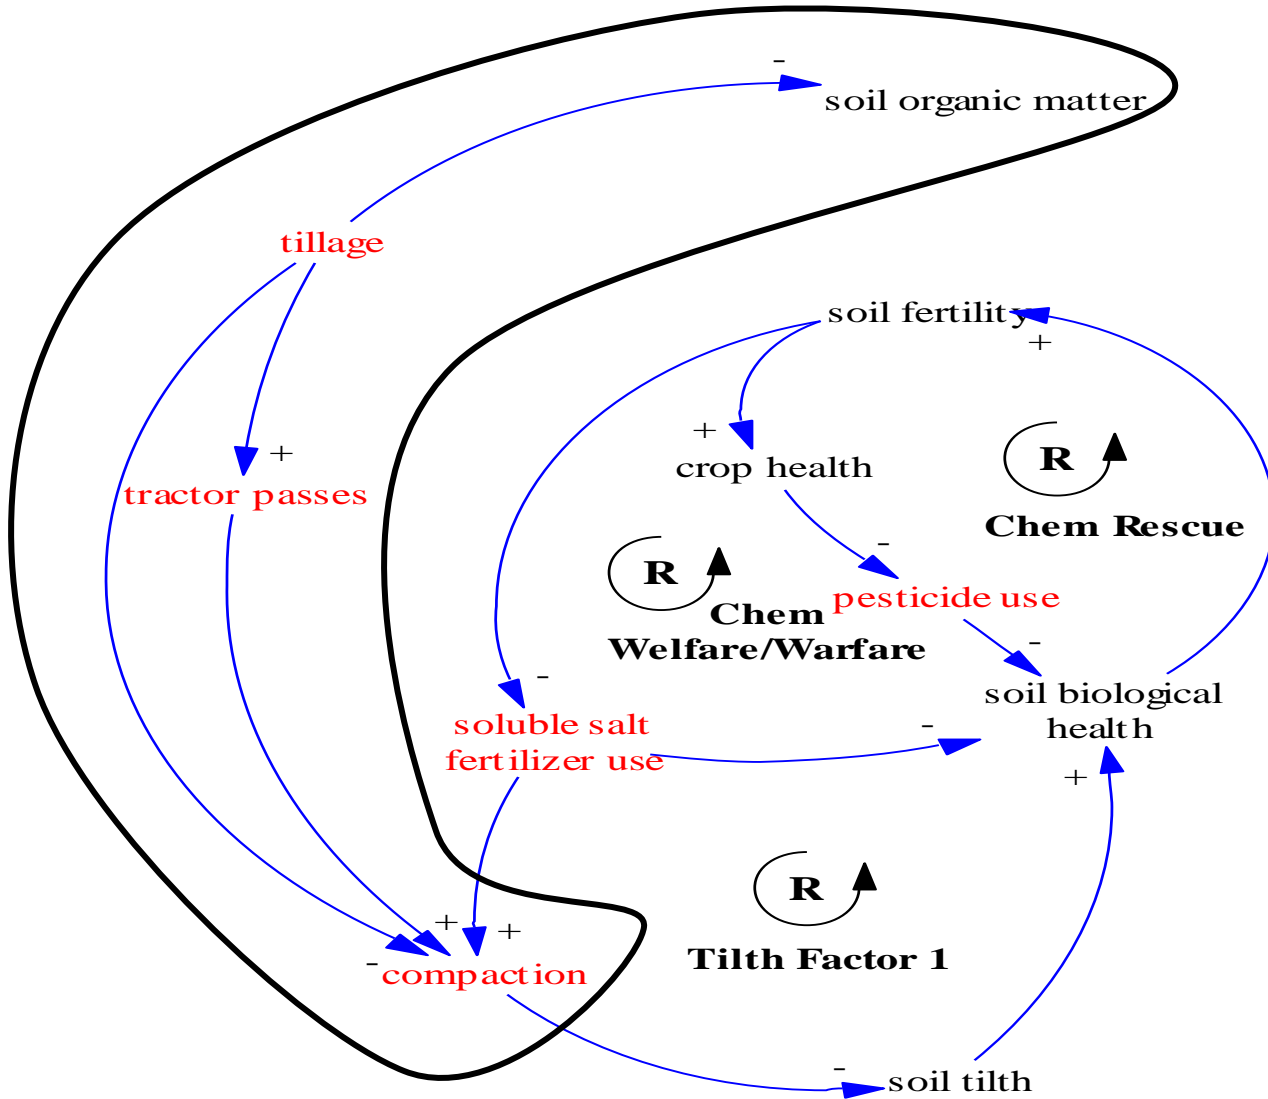 -
soil organic matter
tillage
soil fertility
+
+
crop health
R
Chem Rescue
+
tractor passes
-
R
Chem
Welfare/Warfare
pesticide use
-
-
soil biological
health
soluble salt
fertilizer use
-
+
R
Tilth Factor 1
+
+
-
compaction
-
soil tilth